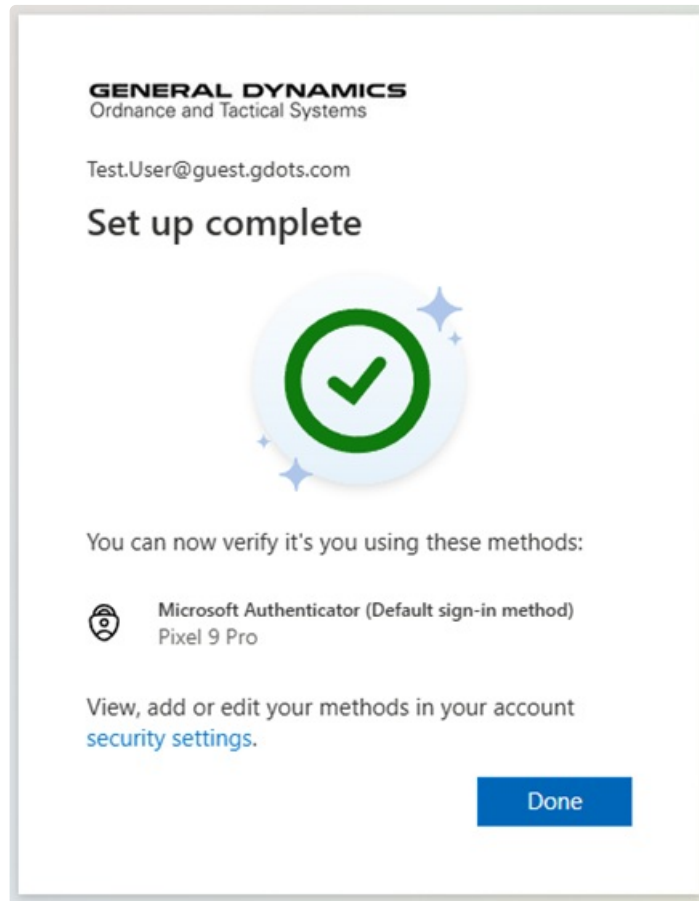 GENERAL DYNAMICS
Ordnance and Tactical Systems
Test.User@guest.gdots.com
Set up complete
You can now verify it's you using these methods:
Microsoft Authenticator (Default sign-in method)
Pixel 9 Pro
View, add or edit your methods in your account
security settings.
Done